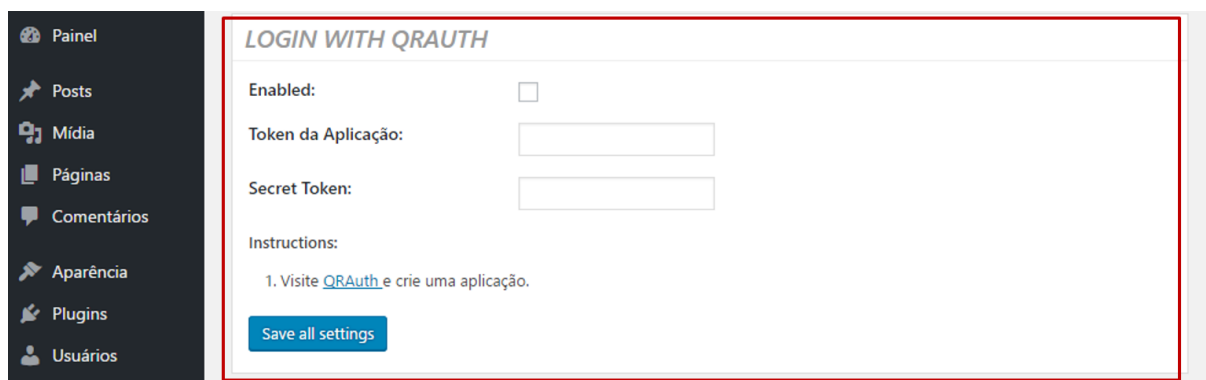 Painel
Posts
Mídia
Páginas
Comentários
Aparência
Plugins
Usuários
LOGIN WITH QRAUTH
Enabled:
Token da Aplicação:
Secret Token:
Instructions:
1. Visite QRAuth e crie uma aplicação.
Save all settings